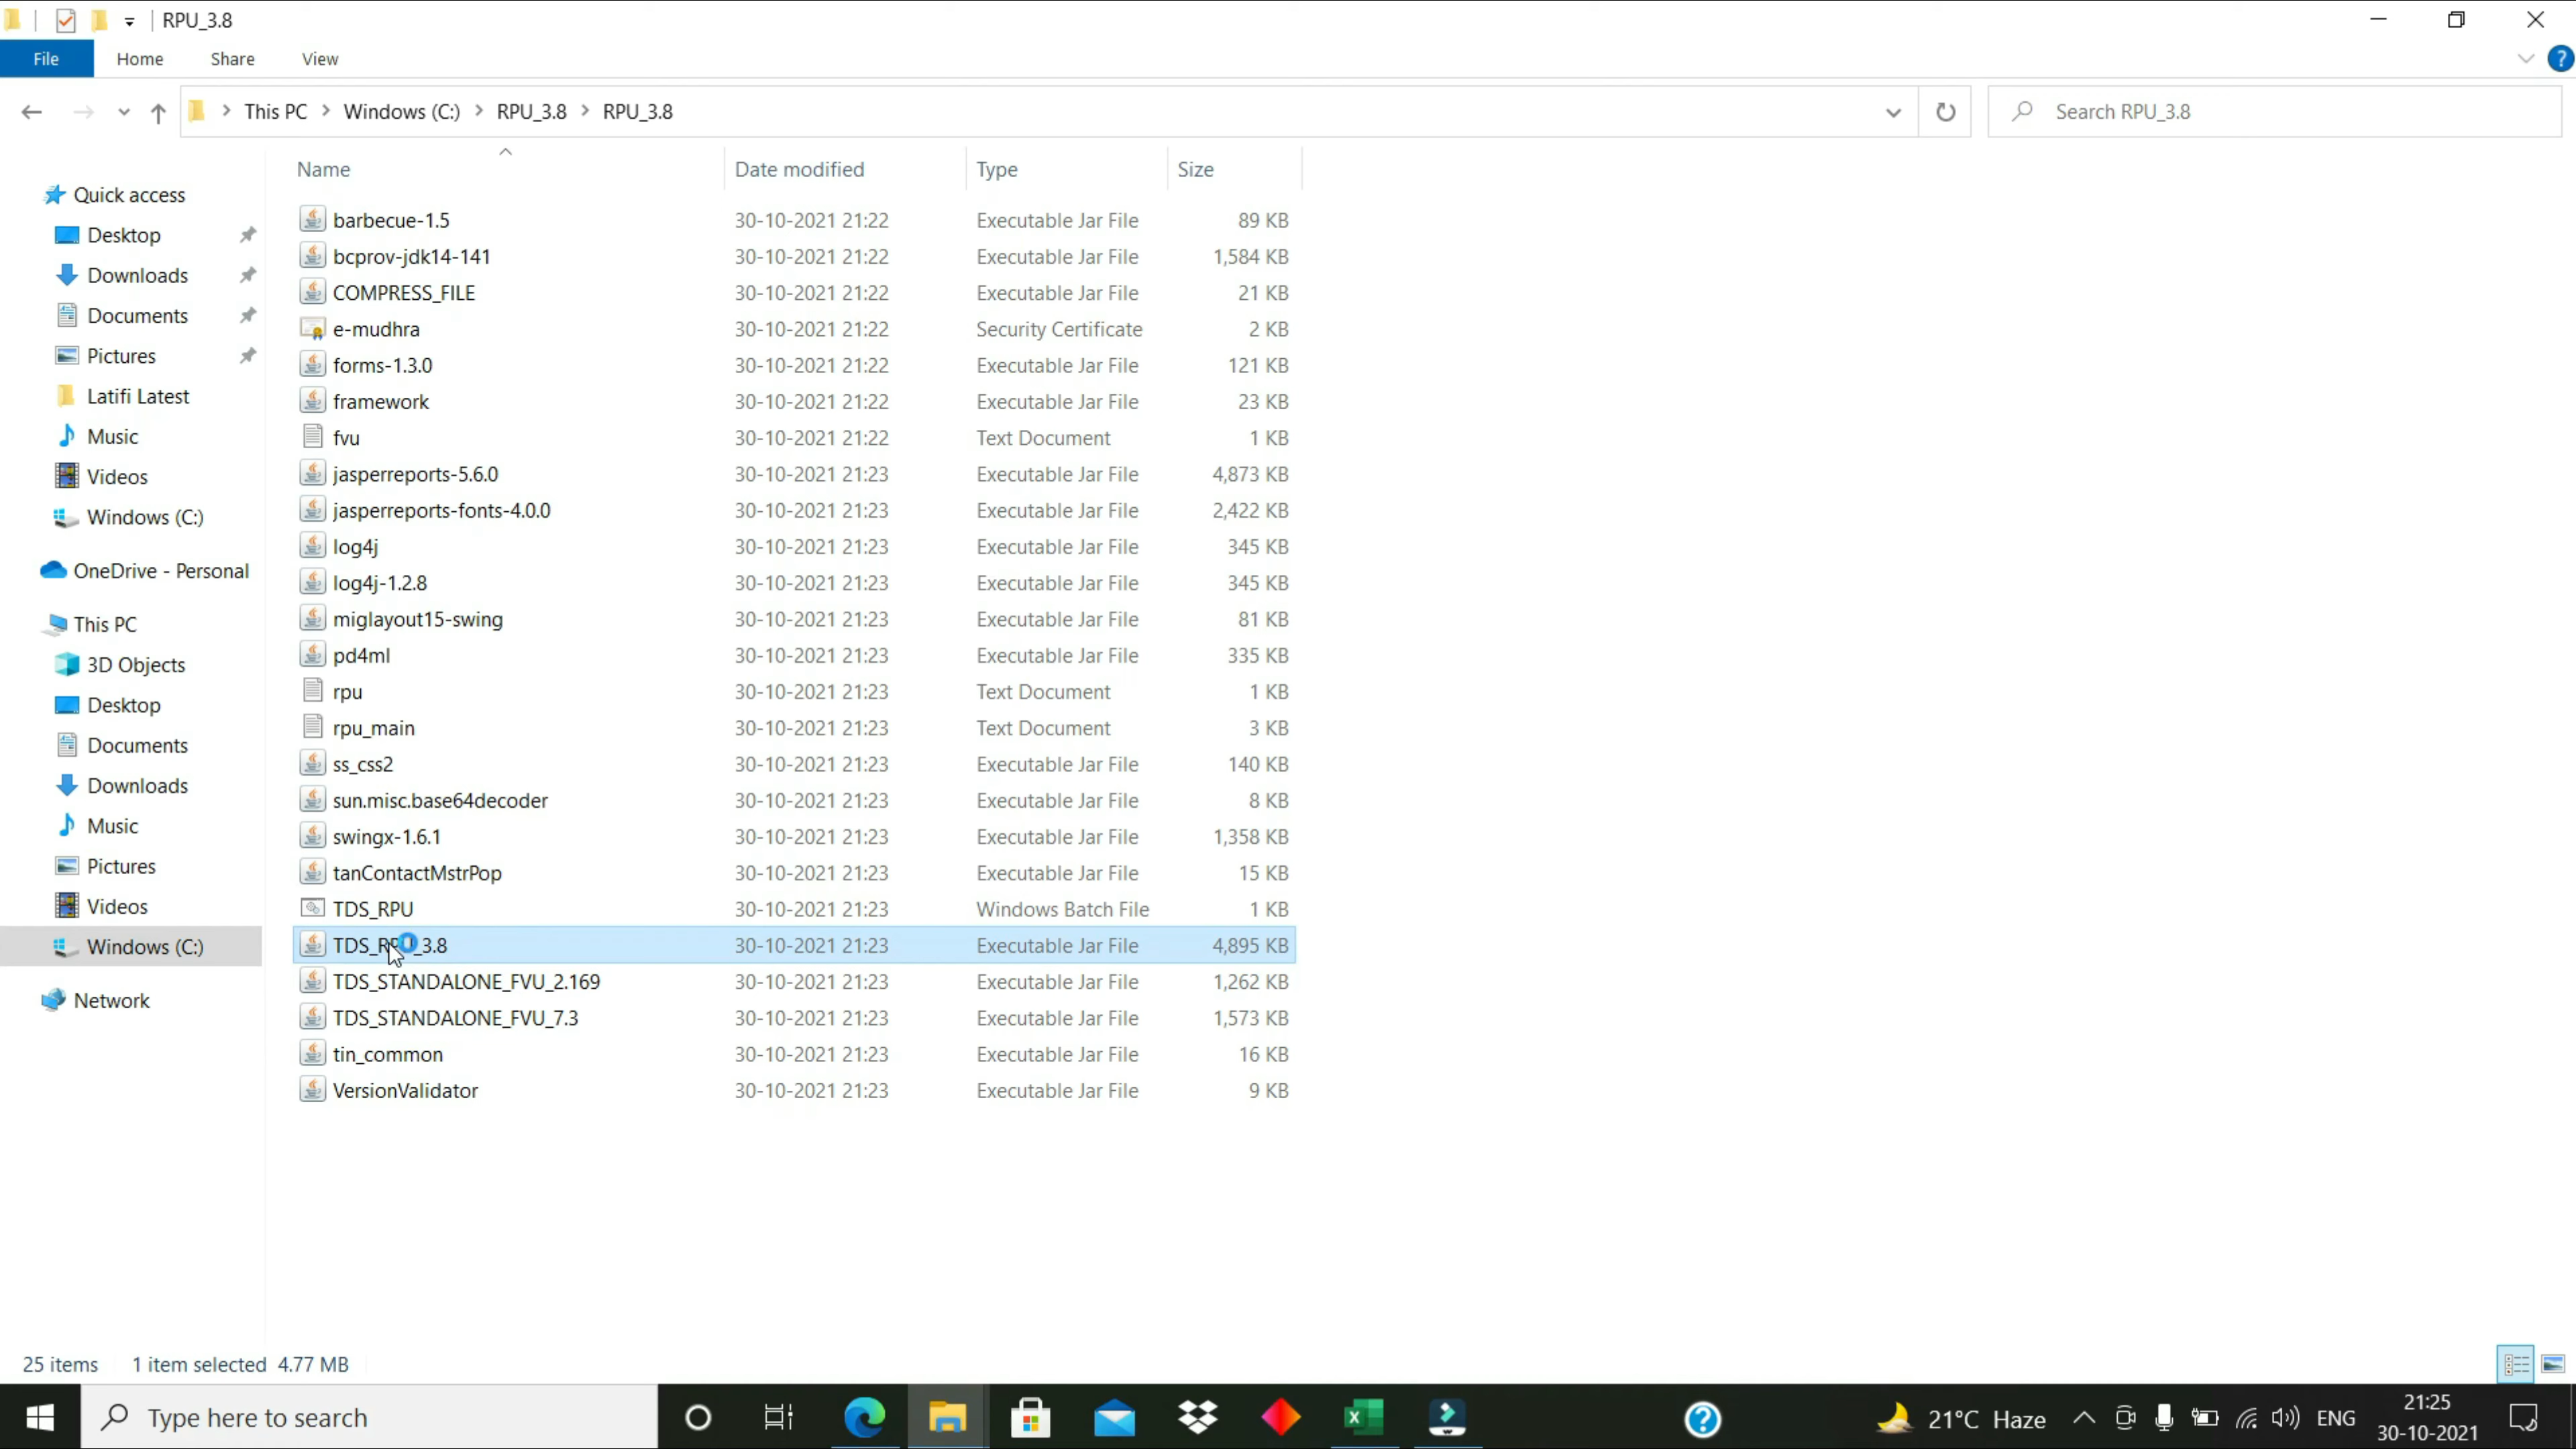 RPU_3.8
File Home Share View
This PC Windows (C:) RPU_3.8 RPU_3.8
Search RPU_3.8
Name Date modified Type Size
Quick access
Desktop
Downloads
Documents
Pictures
Latifi Latest
Music
Videos
Windows (C:)
OneDrive - Personal
This PC
3D Objects
Desktop
Documents
Downloads
Music
Pictures
Videos
Windows (C:)
Network
barbecue-1.5 30-10-2021 21:22 Executable Jar File 89 KB
bcprov-jdk14-141 30-10-2021 21:22 Executable Jar File 1,584 KB
COMPRESS_FILE 30-10-2021 21:22 Executable Jar File 21 KB
e-mudhra 30-10-2021 21:22 Security Certificate 2 KB
forms-1.3.0 30-10-2021 21:22 Executable Jar File 121 KB
framework 30-10-2021 21:22 Executable Jar File 23 KB
fvu 30-10-2021 21:22 Text Document 1 KB
jasperreports-5.6.0 30-10-2021 21:23 Executable Jar File 4,873 KB
jasperreports-fonts-4.0.0 30-10-2021 21:23 Executable Jar File 2,422 KB
log4j 30-10-2021 21:23 Executable Jar File 345 KB
log4j-1.2.8 30-10-2021 21:23 Executable Jar File 345 KB
miglayout15-swing 30-10-2021 21:23 Executable Jar File 81 KB
pd4ml 30-10-2021 21:23 Executable Jar File 335 KB
rpu 30-10-2021 21:23 Text Document 1 KB
rpu_main 30-10-2021 21:23 Text Document 3 KB
ss_css2 30-10-2021 21:23 Executable Jar File 140 KB
sun.misc.base64decoder 30-10-2021 21:23 Executable Jar File 8 KB
swingx-1.6.1 30-10-2021 21:23 Executable Jar File 1,358 KB
tanContactMstrPop 30-10-2021 21:23 Executable Jar File 15 KB
TDS_RPU 30-10-2021 21:23 Windows Batch File 1 KB
TDS_RPU_3.8 30-10-2021 21:23 Executable Jar File 4,895 KB
TDS_STANDALONE_FVU_2.169 30-10-2021 21:23 Executable Jar File 1,262 KB
TDS_STANDALONE_FVU_7.3 30-10-2021 21:23 Executable Jar File 1,573 KB
tin_common 30-10-2021 21:23 Executable Jar File 16 KB
VersionValidator 30-10-2021 21:23 Executable Jar File 9 KB
25 items 1 item selected 4.77 MB
Type here to search
21°C Haze ENG
21:25
30-10-2021